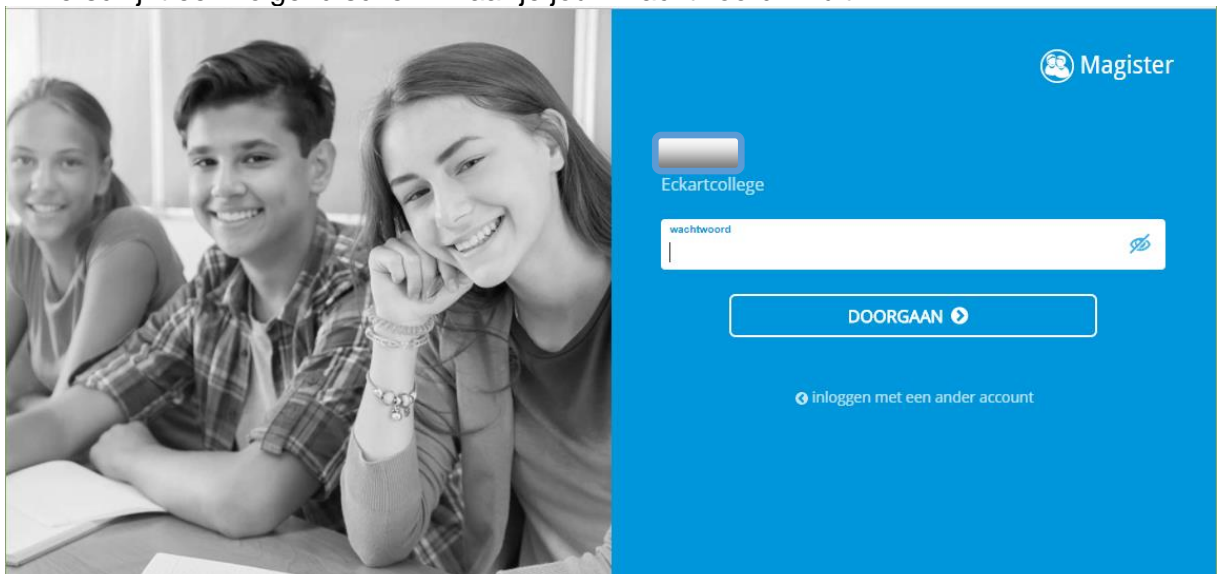 Magister
Eckartcollege
wachtwoord
DOORGAAN
inloggen met een ander account